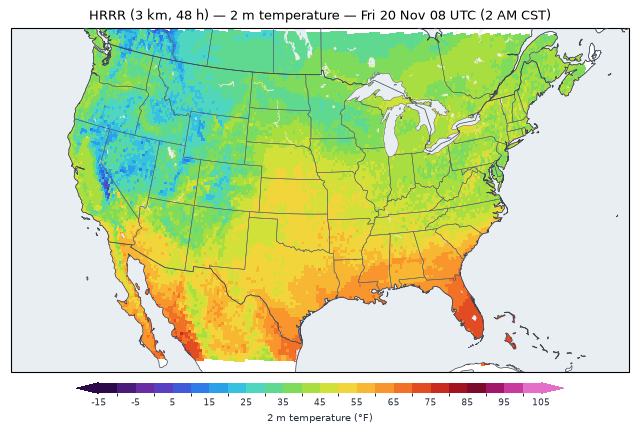 HRRR (3 km, 48 h) — 2 m temperature — Fri 20 Nov 08 UTC (2 AM CST)
-15 -5 5 15 25 35 45 55 65 75 85 95 105
2 m temperature (°F)